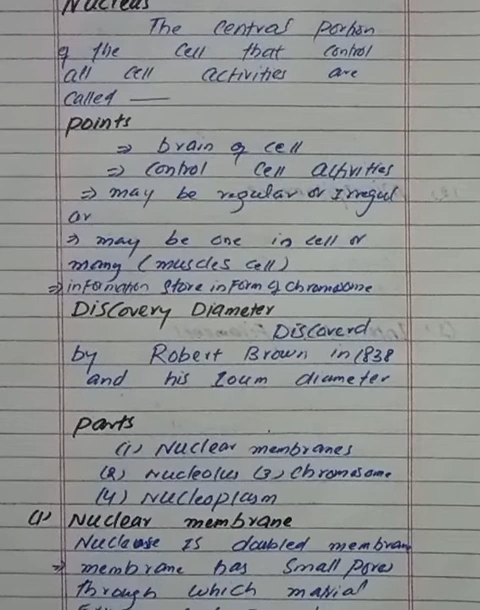 Nucleus
The central portion
of the cell that control
all cell activities are
called —
points
⇒ brain of cell
⇒ control cell activities
⇒ may be regular or Irregul
ar
⇒ may be one in cell or
many (muscles cell)
⇒ information store in form of chromosome
Discovery Diameter
Discoverd
by Robert Brown in 1838
and his 10um diameter
parts
(1) Nuclear membranes
(2) Nucleolus (3) Chromosome
(4) Nucleoplasm
(1) Nuclear membrane
is doubled membran
⇒ membrane has small pores
through which